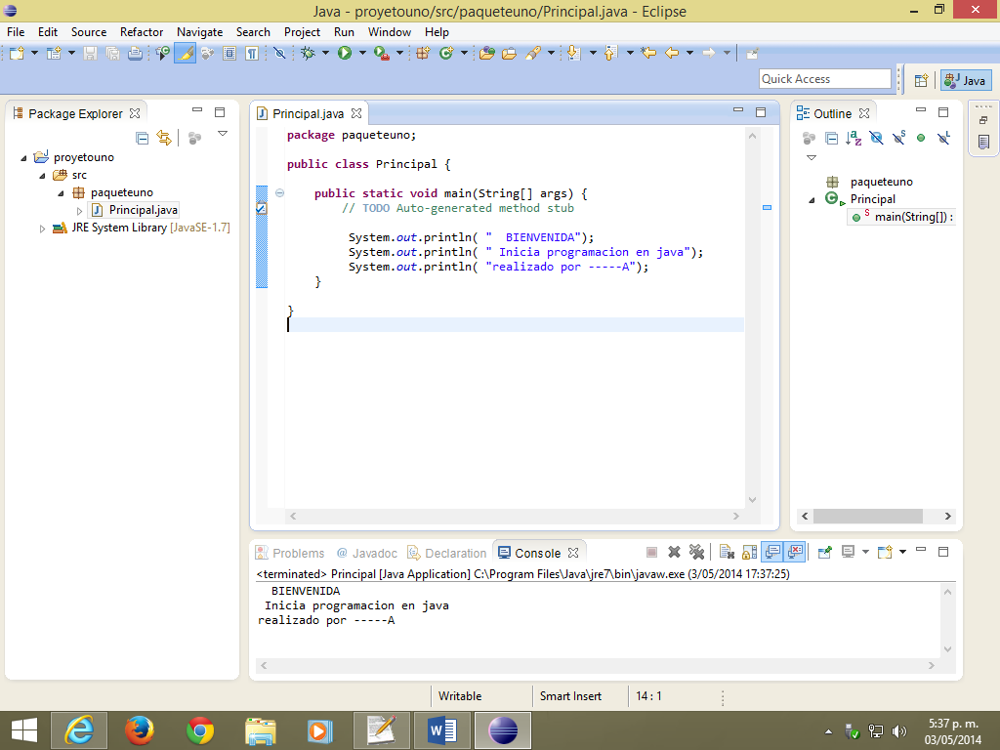 Java - proyetouno/src/paqueteuno/Principal.java - Eclipse
File Edit Source Refactor Navigate Search Project Run Window Help
Quick Access
Java
Package Explorer
proyetouno
src
paqueteuno
Principal.java
JRE System Library [JavaSE-1.7]
Principal.java
package paqueteuno;
public class Principal {
public static void main(String[] args) {
// TODO Auto-generated method stub
System.out.println( "  BIENVENIDA");
System.out.println( " Inicia programacion en java");
System.out.println( "realizado por -----A");
}
}
Outline
paqueteuno
Principal
main(String[]) :
Problems @ Javadoc Declaration Console
<terminated> Principal [Java Application] C:\Program Files\Java\jre7\bin\javaw.exe (3/05/2014 17:37:25)
BIENVENIDA
Inicia programacion en java
realizado por -----A
Writable Smart Insert 14 : 1
5:37 p. m.
03/05/2014